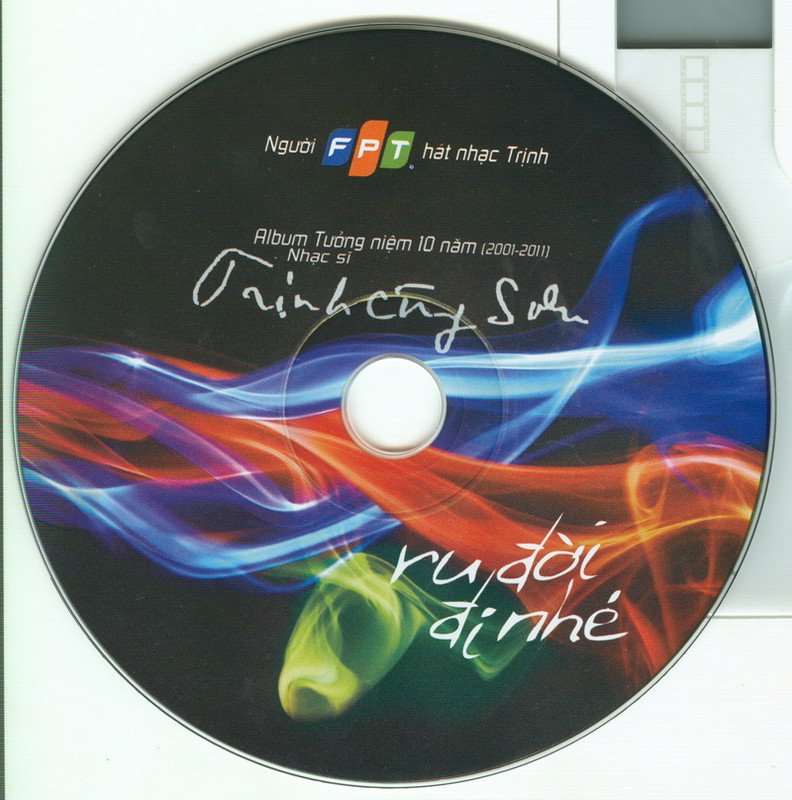 Người FPT hát nhạc Trịnh
Album Tưởng niệm 10 năm (2001-2011)
Nhạc sĩ
Trịnh Công Sơn
ru đời
đi nhé